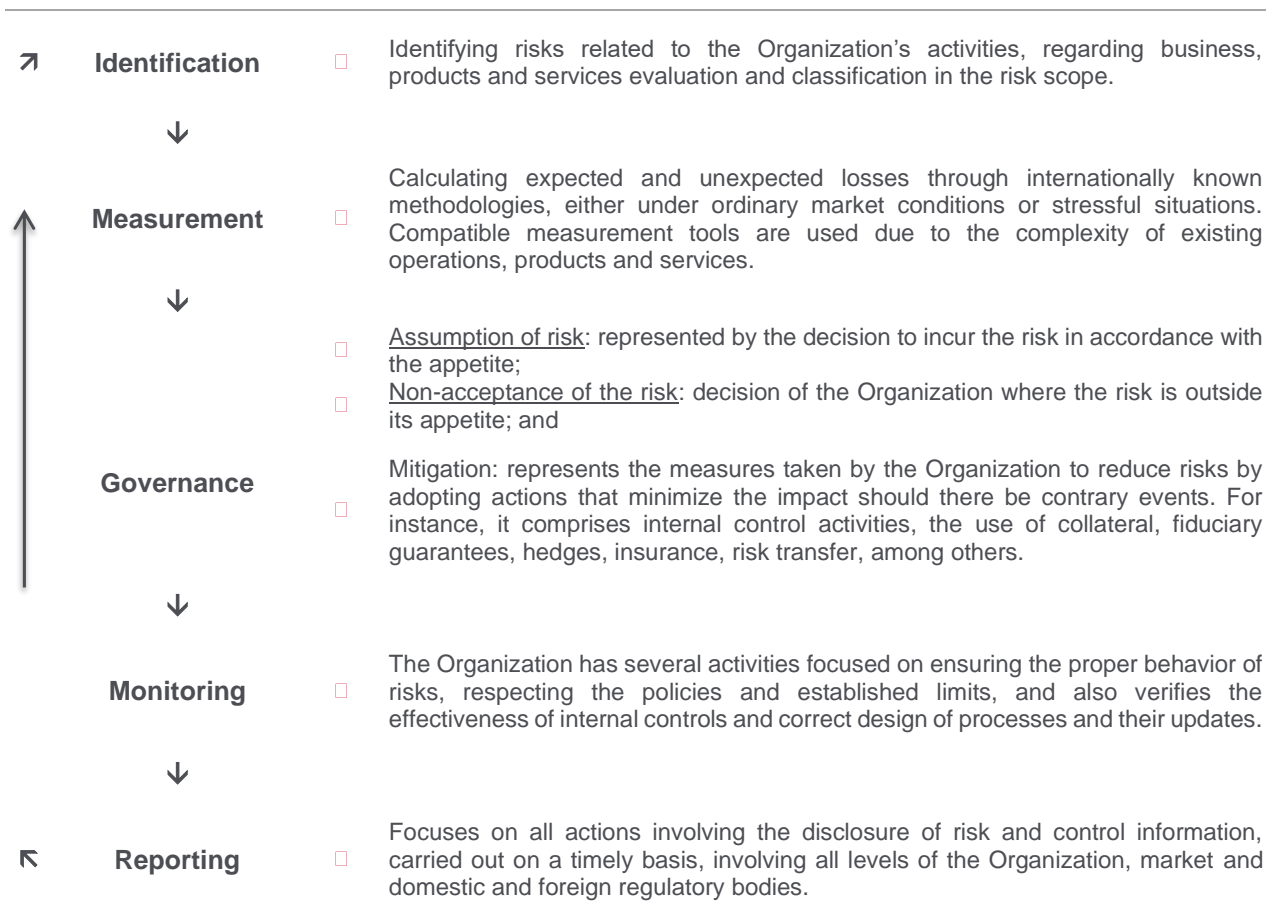 Identification
Identifying risks related to the Organization's activities, regarding business,
products and services evaluation and classification in the risk scope.
Measurement
Calculating expected and unexpected losses through internationally known
methodologies, either under ordinary market conditions or stressful situations.
Compatible measurement tools are used due to the complexity of existing
operations, products and services.
Governance
Assumption of risk: represented by the decision to incur the risk in accordance with
the appetite;
Non-acceptance of the risk: decision of the Organization where the risk is outside
its appetite; and
Mitigation: represents the measures taken by the Organization to reduce risks by
adopting actions that minimize the impact should there be contrary events. For
instance, it comprises internal control activities, the use of collateral, fiduciary
guarantees, hedges, insurance, risk transfer, among others.
Monitoring
The Organization has several activities focused on ensuring the proper behavior of
risks, respecting the policies and established limits, and also verifies the
effectiveness of internal controls and correct design of processes and their updates.
Reporting
Focuses on all actions involving the disclosure of risk and control information,
carried out on a timely basis, involving all levels of the Organization, market and
domestic and foreign regulatory bodies.